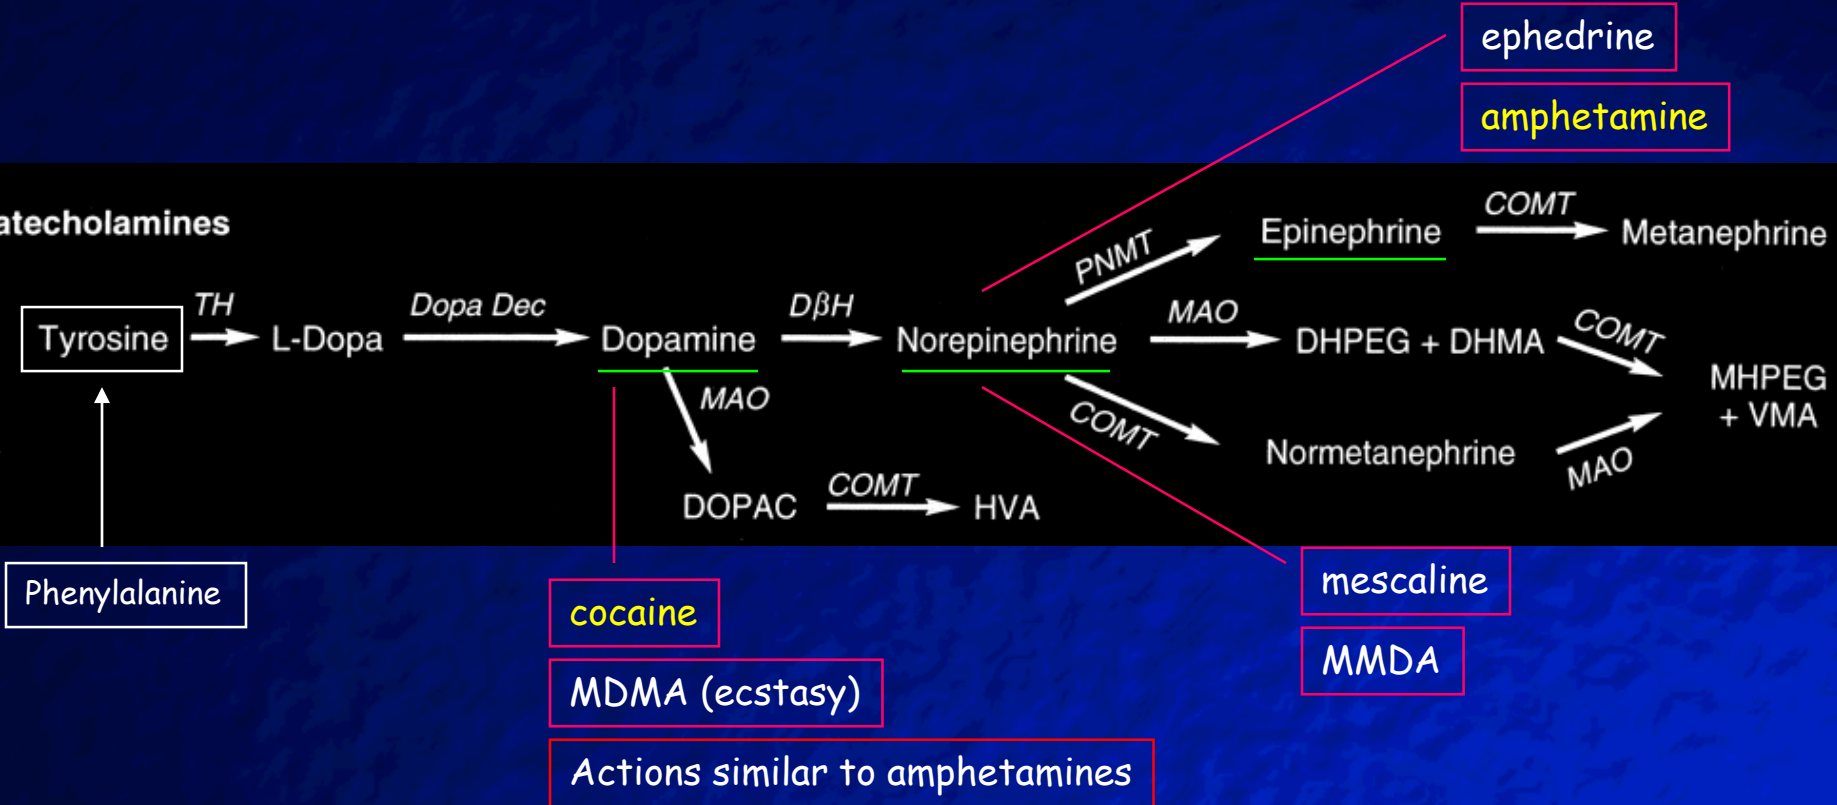 ephedrine
amphetamine
atecholamines
COMT
Epinephrine
Metanephrine
PNMT
TH
Dopa Dec
DβH
MAO
COMT
Tyrosine
L-Dopa
Dopamine
Norepinephrine
DHPEG + DHMA
MHPEG
+ VMA
MAO
COMT
Normetanephrine
MAO
COMT
DOPAC
HVA
Phenylalanine
cocaine
MDMA (ecstasy)
Actions similar to amphetamines
mescaline
MMDA